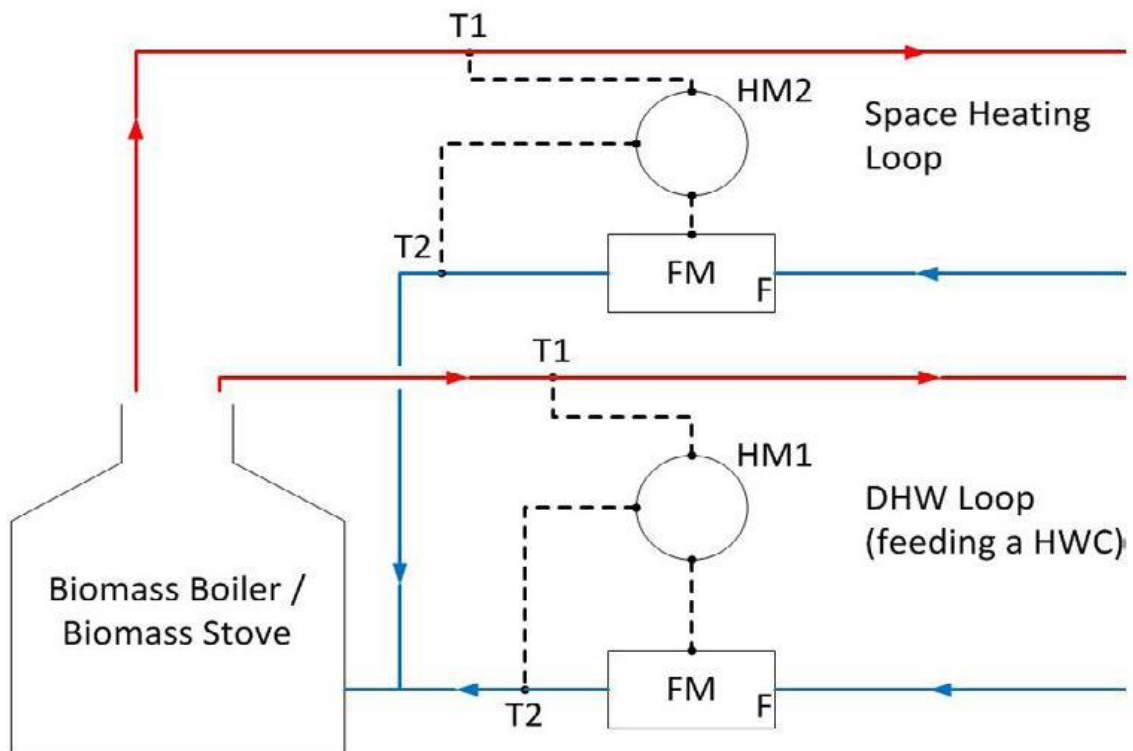 T1
HM2
Space Heating
Loop
T2
FM
F
T1
HM1
DHW Loop
(feeding a HWC)
Biomass Boiler /
Biomass Stove
FM
F
T2